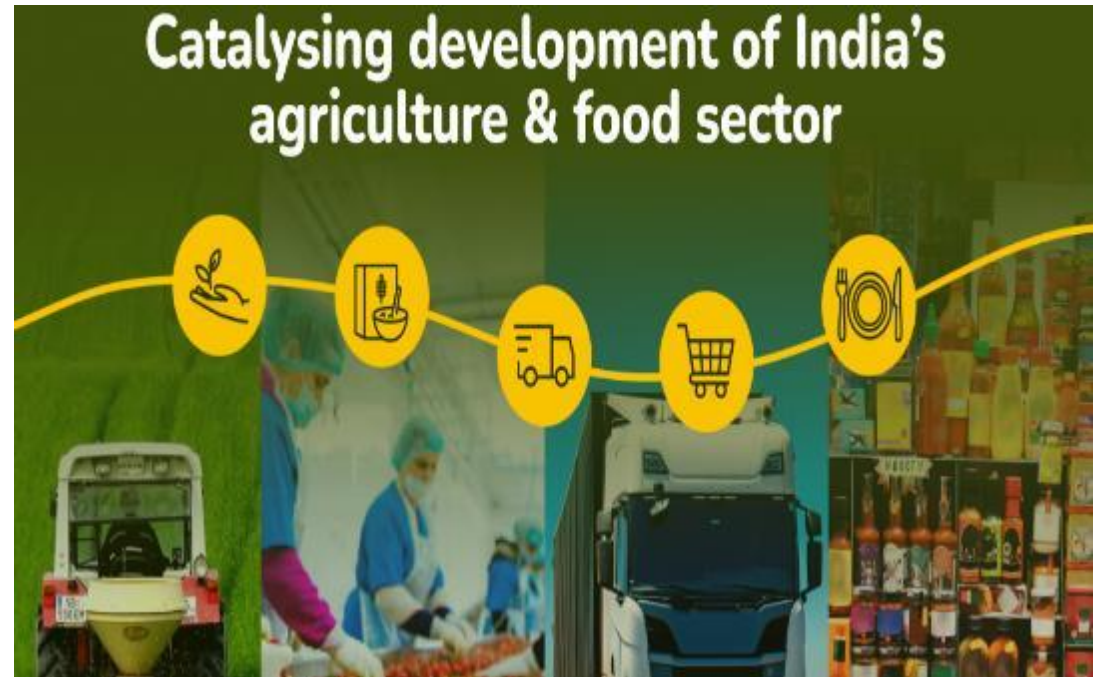 Catalysing development of India’s
agriculture & food sector